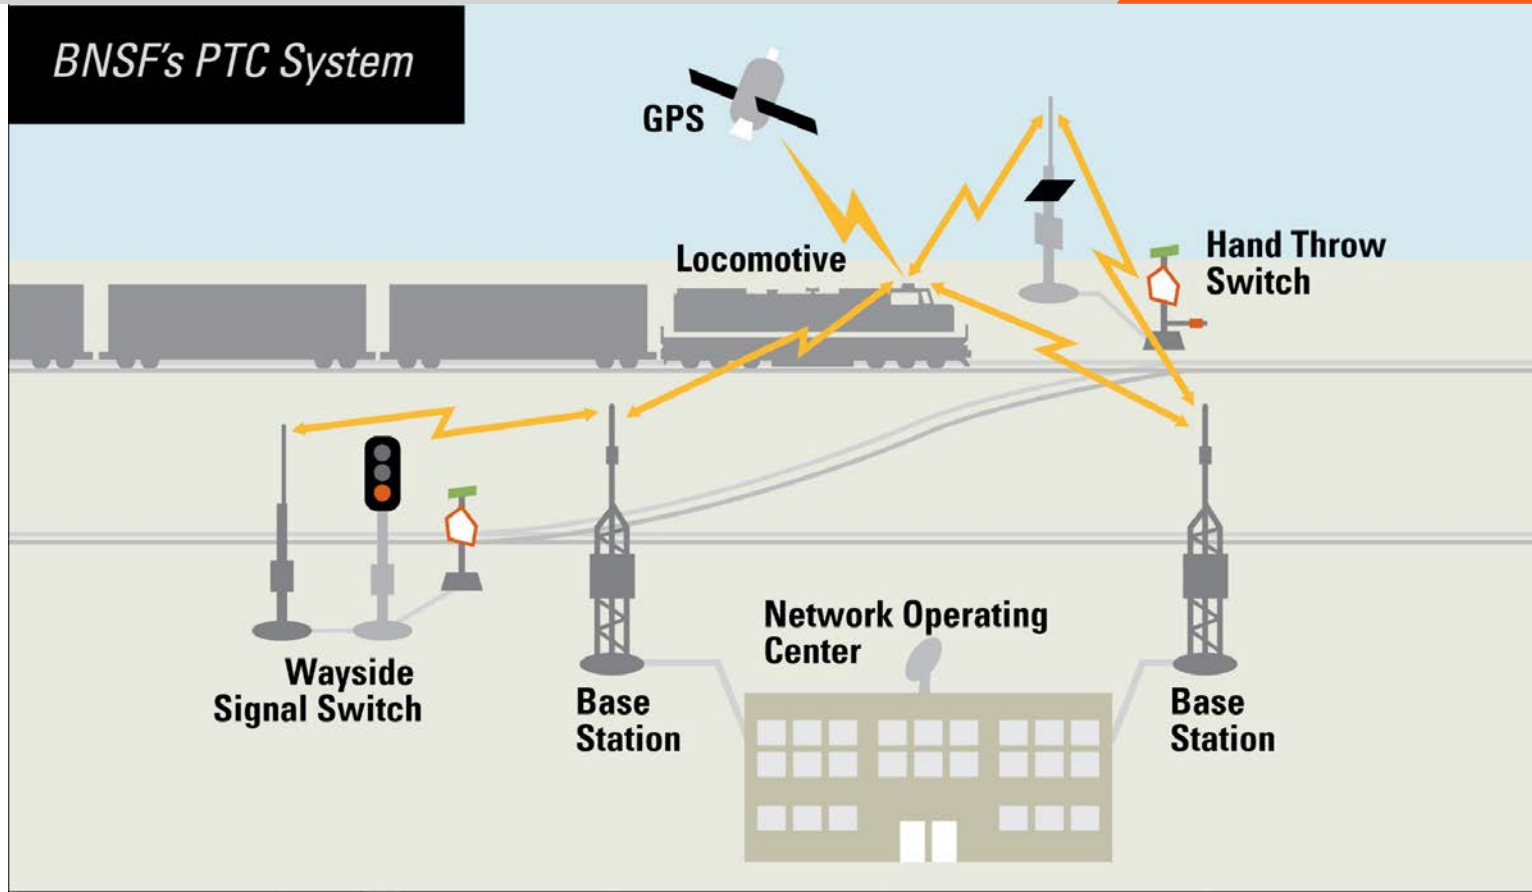 BNSF's PTC System
GPS
Locomotive
Hand Throw
Switch
Wayside
Signal Switch
Base
Station
Network Operating
Center
Base
Station